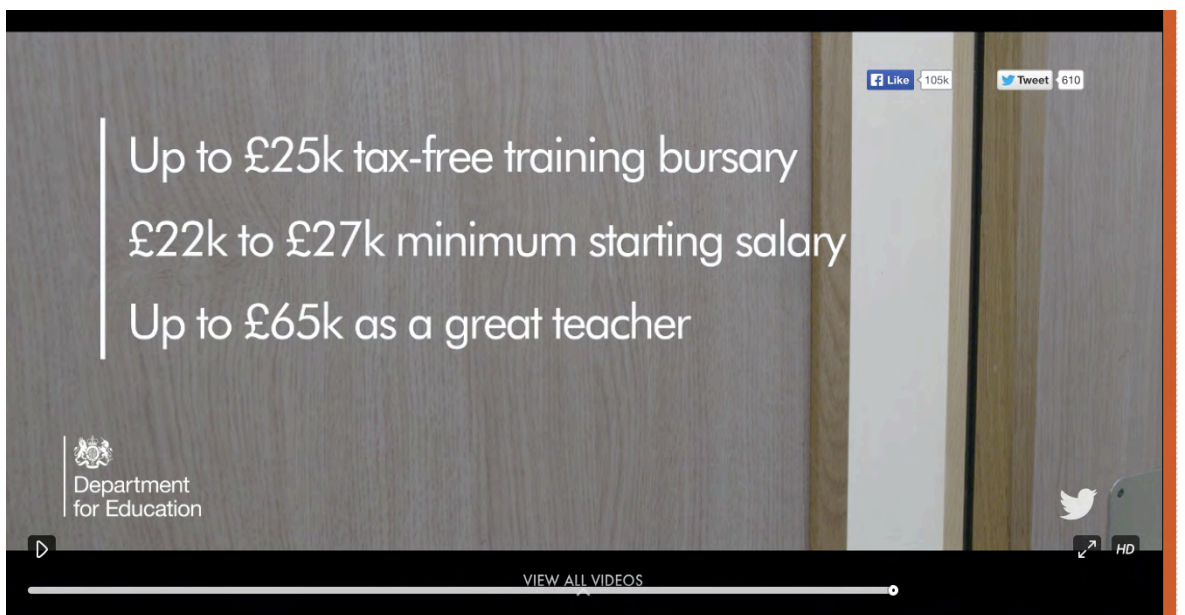 Like 105k Tweet 610
Up to £25k tax-free training bursary
£22k to £27k minimum starting salary
Up to £65k as a great teacher
Department
for Education
HD
VIEW ALL VIDEOS